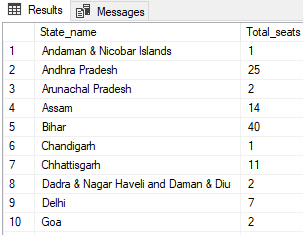 Results Messages
State_name Total_seats
1 Andaman & Nicobar Islands 1
2 Andhra Pradesh 25
3 Arunachal Pradesh 2
4 Assam 14
5 Bihar 40
6 Chandigarh 1
7 Chhattisgarh 11
8 Dadra & Nagar Haveli and Daman & Diu 2
9 Delhi 7
10 Goa 2